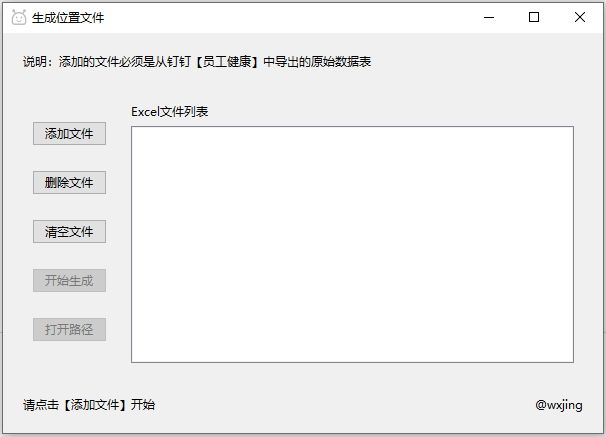 生成位置文件
说明：添加的文件必须是从钉钉【员工健康】中导出的原始数据表
Excel文件列表
添加文件
删除文件
清空文件
开始生成
打开路径
请点击【添加文件】开始
@wxjing